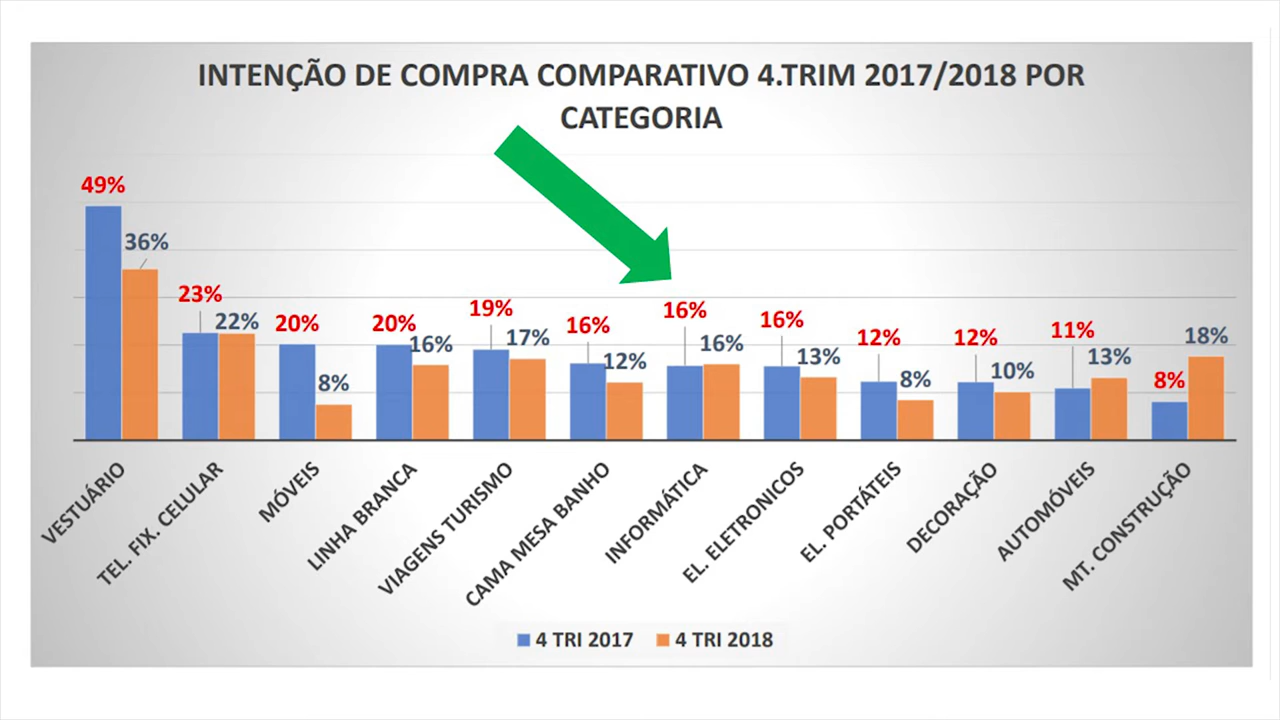 INTENÇÃO DE COMPRA COMPARATIVO 4.TRIM 2017/2018 POR
CATEGORIA
49%
36%
23%
22%
20%
8%
20%
16%
19%
17%
16%
12%
16%
16%
16%
13%
12%
8%
12%
10%
11%
13%
8%
18%
VESTUÁRIO
TEL. FIX. CELULAR
MÓVEIS
LINHA BRANCA
VIAGENS TURISMO
CAMA MESA BANHO
INFORMÁTICA
EL. ELETRONICOS
EL. PORTÁTEIS
DECORAÇÃO
AUTOMÓVEIS
MT. CONSTRUÇÃO
4 TRI 2017
4 TRI 2018